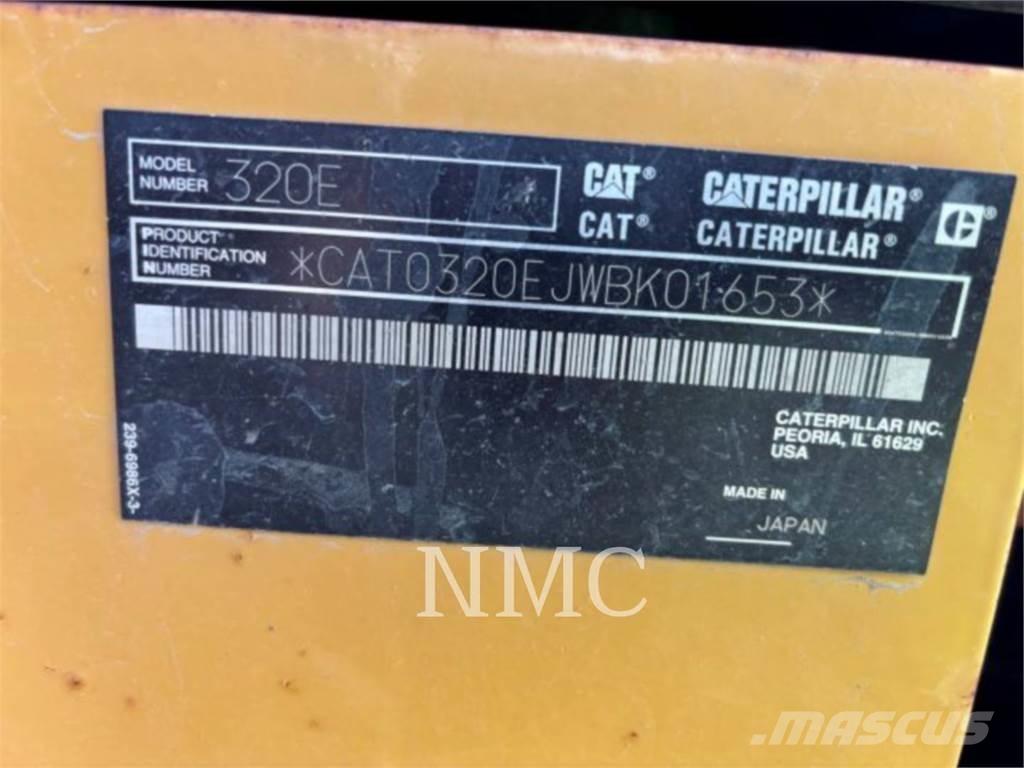 MODEL NUMBER 320E
CAT® CATERPILLAR®
CAT® CATERPILLAR® C®
PRODUCT
IDENTIFICATION
NUMBER
*CAT0320EJWBK01653*
CATERPILLAR INC.
PEORIA, IL 61629
USA
239-6986X-3-
MADE IN
JAPAN
NMC
MASCUS